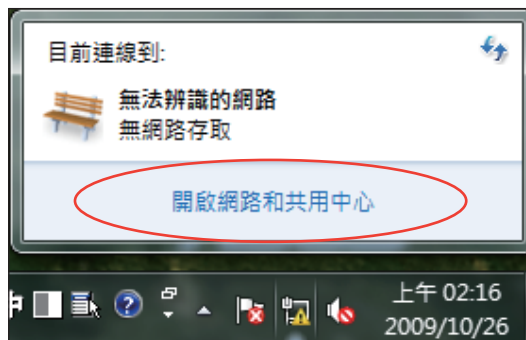 目前連線到:
無法辨識的網路
無網路存取
開啟網路和共用中心
上午 02:16
2009/10/26